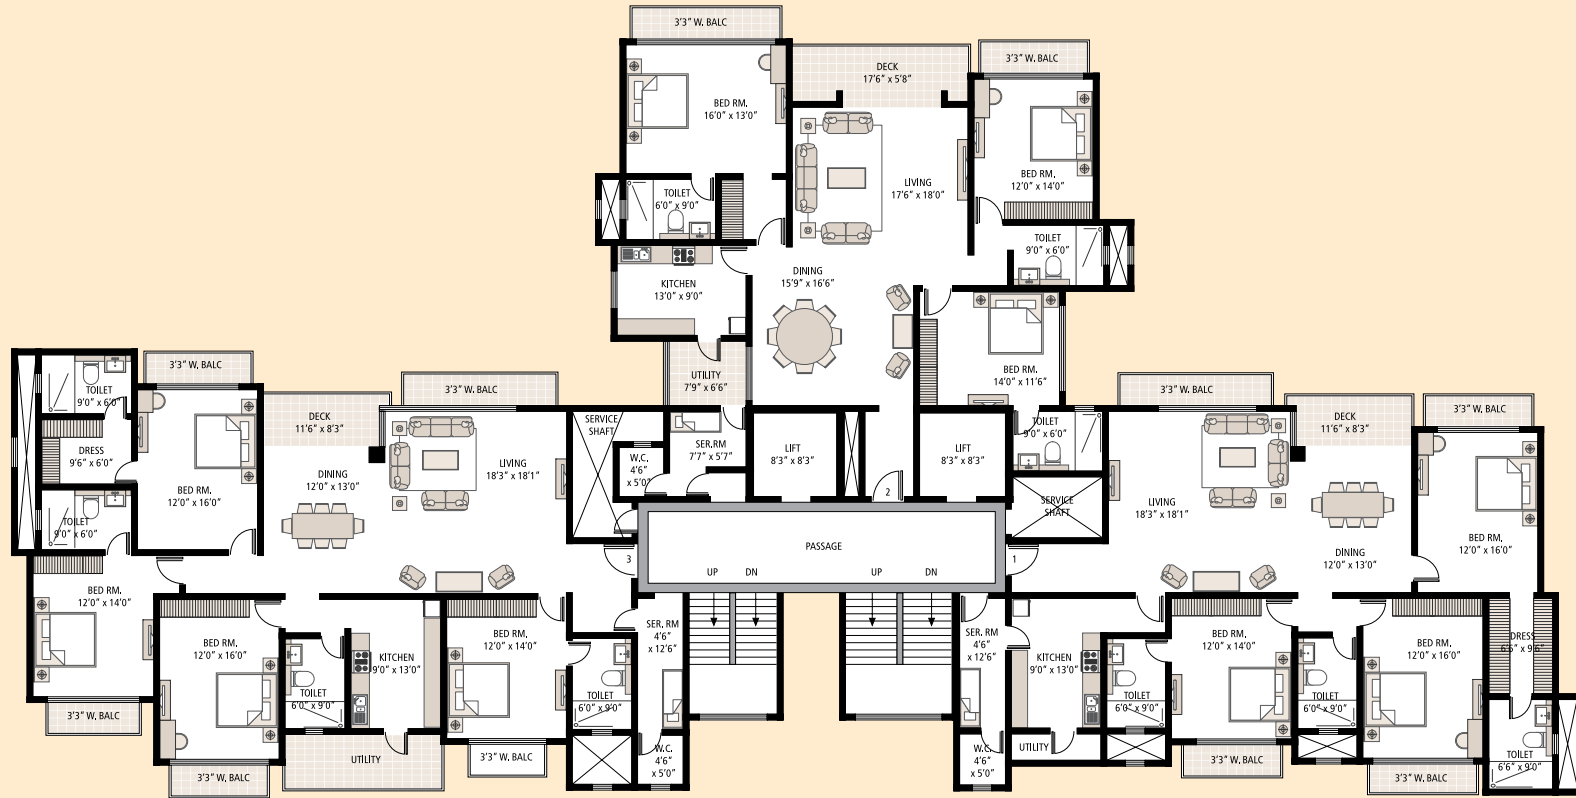 3'3" W. BALC
DECK
17'6" x 5'8"
3'3" W. BALC
BED RM.
16'0" x 13'0"
LIVING
17'6" x 18'0"
BED RM.
12'0" x 14'0"
TOILET
6'0" x 9'0"
TOILET
9'0" x 6'0"
KITCHEN
13'0" x 9'0"
DINING
15'9" x 16'6"
BED RM.
14'0" x 11'6"
UTILITY
7'9" x 6'6"
TOILET
9'0" x 6'0"
SER.RM
7'7" x 5'7"
W.C.
4'6"
x 5'0"
SERVICE
SHAFT
LIFT
8'3" x 8'3"
LIFT
8'3" x 8'3"
2
SERVICE
SHAFT
PASSAGE
UP
DN
UP
DN
3
1
3'3" W. BALC
3'3" W. BALC
TOILET
9'0" x 6'0"
DRESS
9'6" x 6'0"
TOILET
9'0" x 6'0"
BED RM.
12'0" x 16'0"
DECK
11'6" x 8'3"
DINING
12'0" x 13'0"
LIVING
18'3" x 18'1"
BED RM.
12'0" x 14'0"
3'3" W. BALC
BED RM.
12'0" x 16'0"
3'3" W. BALC
TOILET
6'0" x 9'0"
KITCHEN
9'0" x 13'0"
UTILITY
BED RM.
12'0" x 14'0"
3'3" W. BALC
TOILET
6'0" x 9'0"
SER. RM
4'6"
x 12'6"
W.C.
4'6"
x 5'0"
3'3" W. BALC
DECK
11'6" x 8'3"
3'3" W. BALC
LIVING
18'3" x 18'1"
DINING
12'0" x 13'0"
BED RM.
12'0" x 16'0"
SER. RM
4'6"
x 12'6"
W.C.
4'6"
x 5'0"
KITCHEN
9'0" x 13'0"
UTILITY
TOILET
6'0" x 9'0"
BED RM.
12'0" x 14'0"
3'3" W. BALC
TOILET
6'0" x 9'0"
BED RM.
12'0" x 16'0"
3'3" W. BALC
DRESS
6'6" x 9'6"
TOILET
6'6" x 9'0"